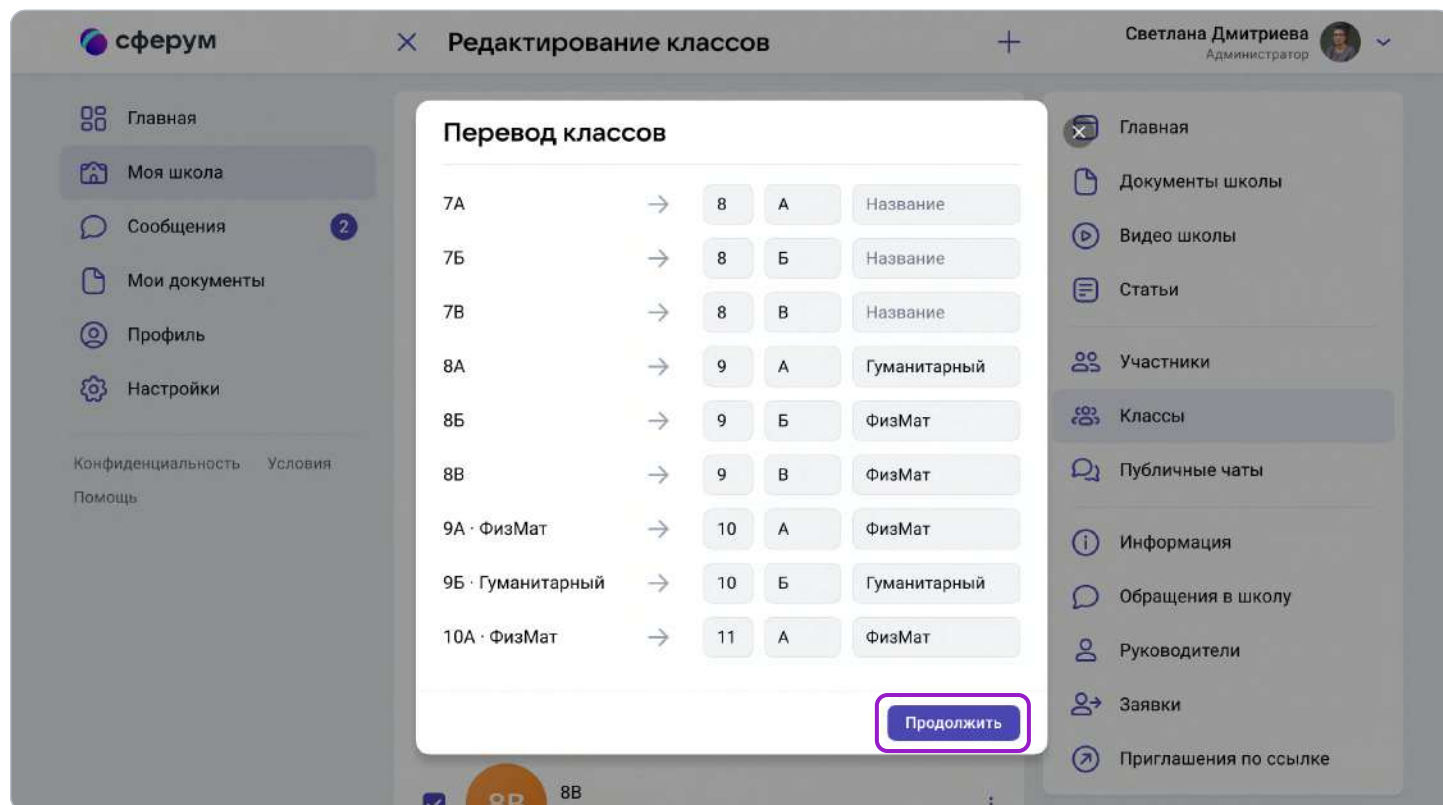 сферум
Редактирование классов
Светлана Дмитриева
Администратор
Главная
Моя школа
Сообщения 2
Мои документы
Профиль
Настройки
Конфиденциальность Условия
Помощь
Перевод классов
7А → 8 А Название
7Б → 8 Б Название
7В → 8 В Название
8А → 9 А Гуманитарный
8Б → 9 Б ФизМат
8В → 9 В ФизМат
9А · ФизМат → 10 А ФизМат
9Б · Гуманитарный → 10 Б Гуманитарный
10А · ФизМат → 11 А ФизМат
Продолжить
8В
8В
Главная
Документы школы
Видео школы
Статьи
Участники
Классы
Публичные чаты
Информация
Обращения в школу
Руководители
Заявки
Приглашения по ссылке